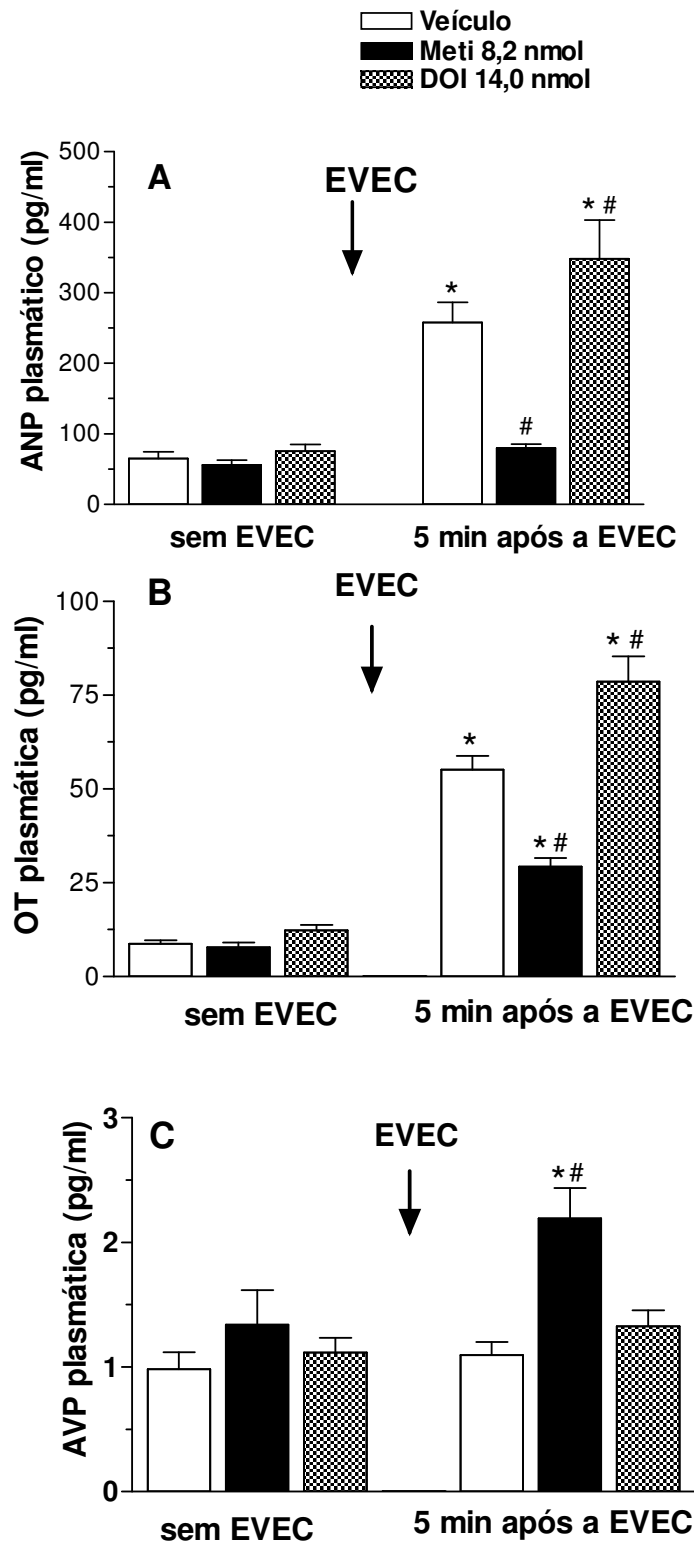 Veículo
Meti 8,2 nmol
DOI 14,0 nmol
A
EVEC
ANP plasmático (pg/ml)
500
400
300
200
100
0
*
#
* #
sem EVEC
5 min após a EVEC
B
EVEC
OT plasmática (pg/ml)
100
75
50
25
0
*
* #
* #
sem EVEC
5 min após a EVEC
C
EVEC
AVP plasmática (pg/ml)
3
2
1
0
* #
sem EVEC
5 min após a EVEC